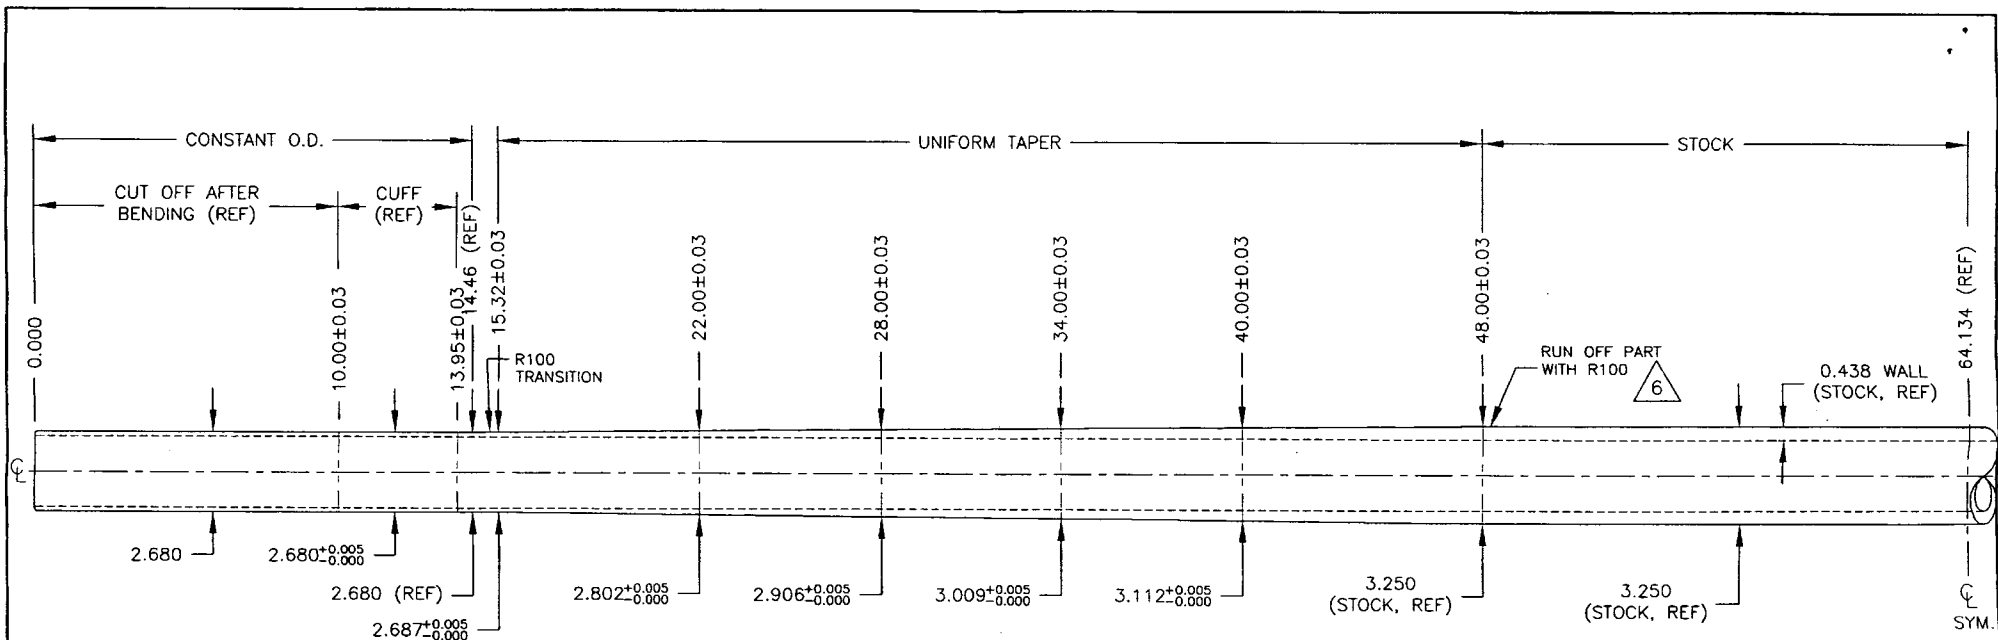 CONSTANT O.D.
UNIFORM TAPER
STOCK
CUT OFF AFTER
BENDING (REF)
CUFF
(REF)
0.000
10.00±0.03
13.95±0.03
14.46 (REF)
15.32±0.03
22.00±0.03
28.00±0.03
34.00±0.03
40.00±0.03
48.00±0.03
64.134 (REF)
R100
TRANSITION
RUN OFF PART
WITH R100
6
0.438 WALL
(STOCK, REF)
2.680
2.680+0.005
-0.000
2.680 (REF)
2.687+0.005
-0.000
2.802+0.005
-0.000
2.906+0.005
-0.000
3.009+0.005
-0.000
3.112+0.005
-0.000
3.250
(STOCK, REF)
3.250
(STOCK, REF)
SYM.